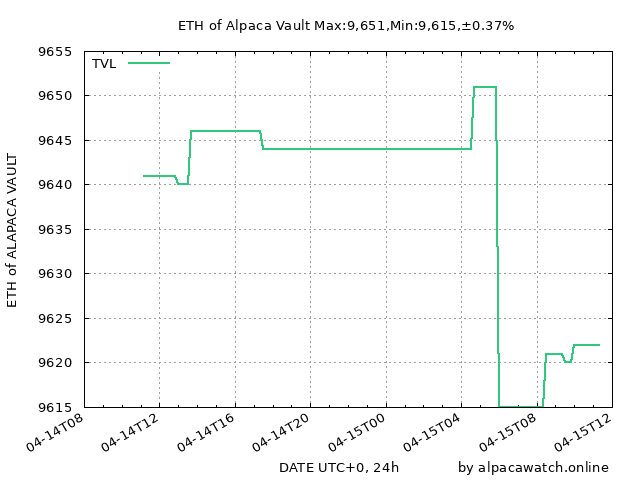 ETH of Alpaca Vault Max:9,651,Min:9,615,±0.37%
TVL
ETH of ALAPACA VAULT
9655
9650
9645
9640
9635
9630
9625
9620
9615
04-14T08
04-14T12
04-14T16
04-14T20
04-15T00
04-15T04
04-15T08
04-15T12
DATE UTC+0, 24h
by alpacawatch.online